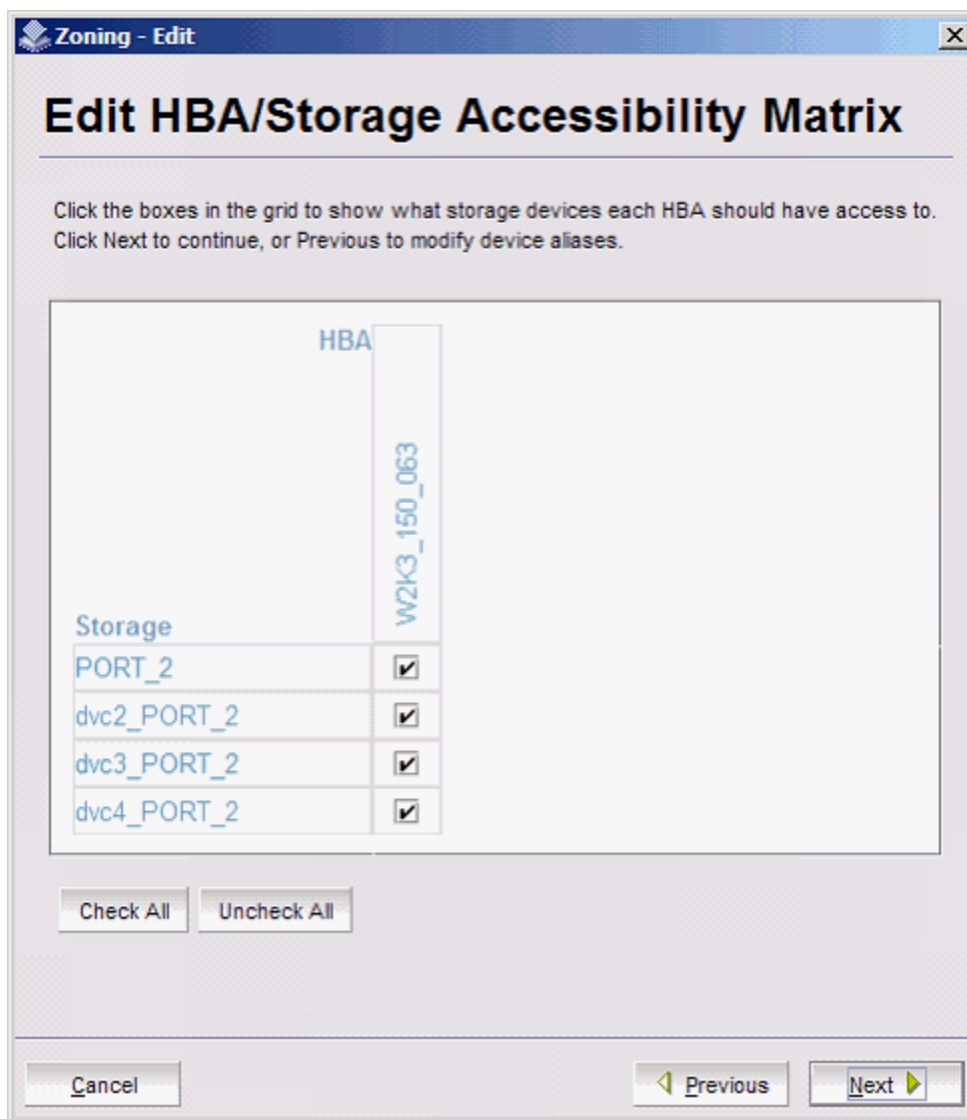 Zoning - Edit
Edit HBA/Storage Accessibility Matrix
Click the boxes in the grid to show what storage devices each HBA should have access to.
Click Next to continue, or Previous to modify device aliases.
HBA
W2K3_150_063
Storage
PORT_2
dvc2_PORT_2
dvc3_PORT_2
dvc4_PORT_2
Check All
Uncheck All
Cancel
Previous
Next